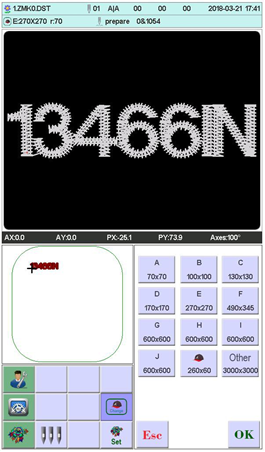 1.ZMK0.DST 01 A|A 00 00 00 2018-03-21 17:41
E:270X270 r:70 prepare 0&1054
13466IN
AX:0.0 AY:0.0 PX:-25.1 PY:73.9 Axes:100°
13466IN
A
70x70
B
100x100
C
130x130
D
170x170
E
270x270
F
490x345
G
600x600
H
600x600
I
600x600
J
600x600
260x60
Other
3000x3000
Change
Set
Esc
OK